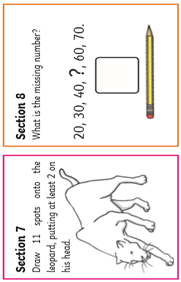 Section 7
Draw 11 spots onto the
leopard, putting at least 2 on
his head.
Section 8
What is the missing number?
20, 30, 40, ?, 60, 70.